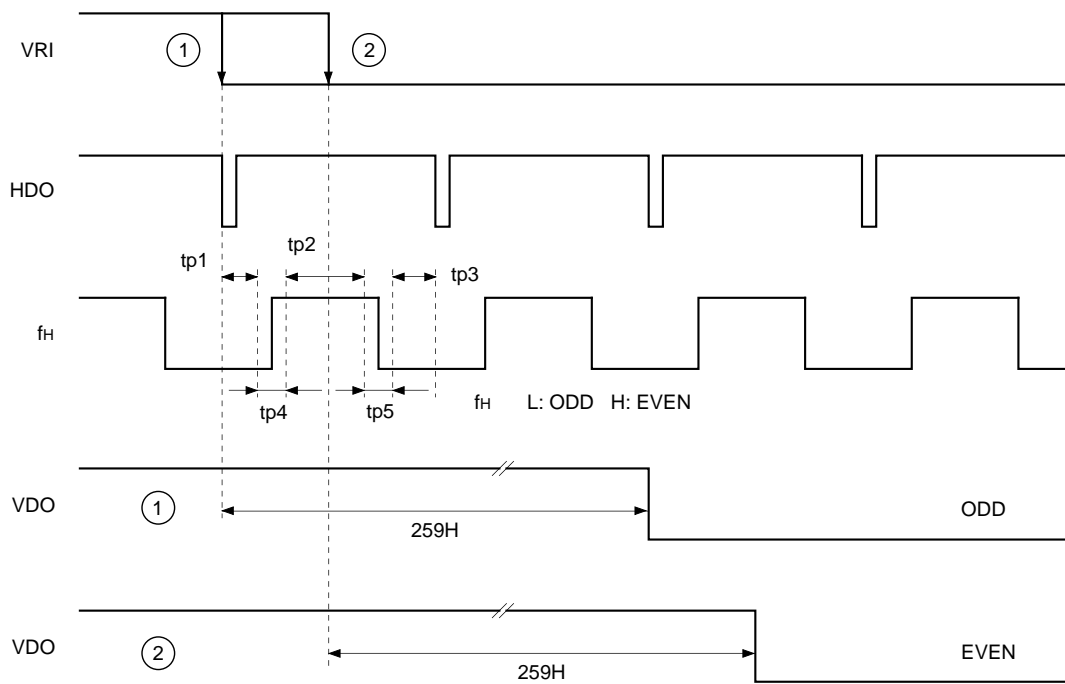 VRI
1
2
HDO
tp1
tp2
tp3
fH
tp4
tp5
fH L: ODD H: EVEN
VDO
1
259H
ODD
VDO
2
259H
EVEN